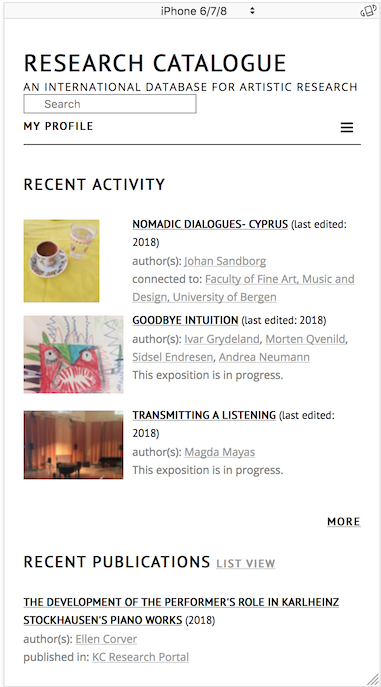 iPhone 6/7/8
RESEARCH CATALOGUE
AN INTERNATIONAL DATABASE FOR ARTISTIC RESEARCH
Search
MY PROFILE
RECENT ACTIVITY
NOMADIC DIALOGUES- CYPRUS (last edited:
2018)
author(s): Johan Sandborg
connected to: Faculty of Fine Art, Music and
Design, University of Bergen
GOODBYE INTUITION (last edited: 2018)
author(s): Ivar Grydeland, Morten Qvenild,
Sidsel Endresen, Andrea Neumann
This exposition is in progress.
TRANSMITTING A LISTENING (last edited:
2018)
author(s): Magda Mayas
This exposition is in progress.
MORE
RECENT PUBLICATIONS LIST VIEW
THE DEVELOPMENT OF THE PERFORMER'S ROLE IN KARLHEINZ
STOCKHAUSEN'S PIANO WORKS (2018)
author(s): Ellen Corver
published in: KC Research Portal